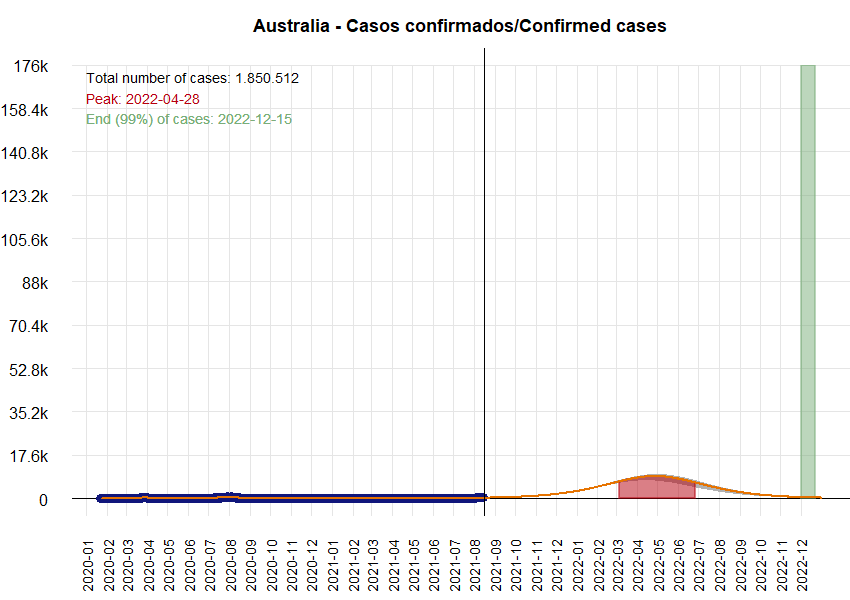 Australia - Casos confirmados/Confirmed cases
Total number of cases: 1.850.512
Peak: 2022-04-28
End (99%) of cases: 2022-12-15
176k
158.4k
140.8k
123.2k
105.6k
88k
70.4k
52.8k
35.2k
17.6k
0
2020-01
2020-02
2020-03
2020-04
2020-05
2020-06
2020-07
2020-08
2020-09
2020-10
2020-11
2020-12
2021-01
2021-02
2021-03
2021-04
2021-05
2021-06
2021-07
2021-08
2021-09
2021-10
2021-11
2021-12
2022-01
2022-02
2022-03
2022-04
2022-05
2022-06
2022-07
2022-08
2022-09
2022-10
2022-11
2022-12